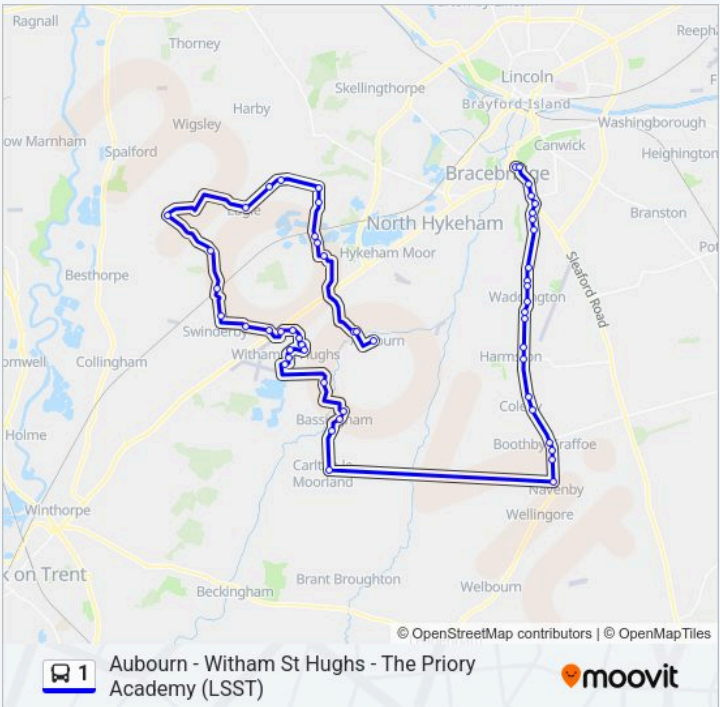 Ragnall
Thorney
Lincoln
Skellingthorpe
Brayford Island
Harby
Washingborough
Wigsley
ow Marnham
Canwick
Spalford
Heighington
Bracebridge
Eagle
North Hykeham
Branston
Hykeham Moor
Besthorpe
Sleaford Road
Waddington
Swinderby
Witham St Hughs
Collingham
Harmston
omwell
Bassingham
Holme
Boothby Graffoe
Carlton-le-
Moorland
Navenby
Winthorpe
Wellingore
k on Trent
Brant Broughton
Beckingham
Welbourn
© OpenStreetMap contributors | © OpenMapTiles
1
Aubourn - Witham St Hughs - The Priory
Academy (LSST)
moovit